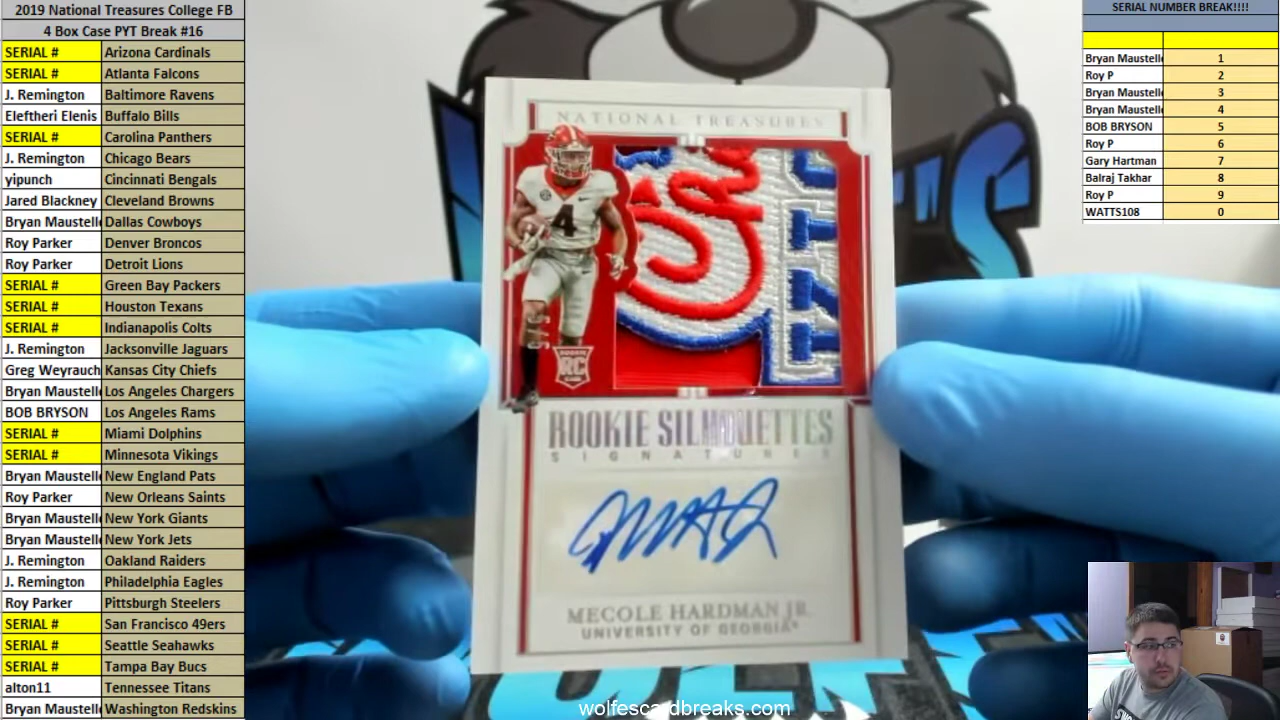 2019 National Treasures College FB
4 Box Case PYT Break #16
SERIAL # Arizona Cardinals
SERIAL # Atlanta Falcons
J. Remington Baltimore Ravens
Eleftheri Elenis Buffalo Bills
SERIAL # Carolina Panthers
J. Remington Chicago Bears
yipunch Cincinnati Bengals
Jared Blackney Cleveland Browns
Bryan Maustelle Dallas Cowboys
Roy Parker Denver Broncos
Roy Parker Detroit Lions
SERIAL # Green Bay Packers
SERIAL # Houston Texans
SERIAL # Indianapolis Colts
J. Remington Jacksonville Jaguars
Greg Weyrauch Kansas City Chiefs
Bryan Maustelle Los Angeles Chargers
BOB BRYSON Los Angeles Rams
SERIAL # Miami Dolphins
SERIAL # Minnesota Vikings
Bryan Maustelle New England Pats
Roy Parker New Orleans Saints
Bryan Maustelle New York Giants
Bryan Maustelle New York Jets
J. Remington Oakland Raiders
J. Remington Philadelphia Eagles
Roy Parker Pittsburgh Steelers
SERIAL # San Francisco 49ers
SERIAL # Seattle Seahawks
SERIAL # Tampa Bay Bucs
alton11 Tennessee Titans
Bryan Maustelle Washington Redskins
NATIONAL TREASURES
4
ROOKIE
RC
ROOKIE SILHOUETTES
SIGNATURES
MECOLE HARDMAN JR.
UNIVERSITY OF GEORGIA
wolfescardbreaks.com
SERIAL NUMBER BREAK!!!!
Bryan Maustelle 1
Roy P 2
Bryan Maustelle 3
Bryan Maustelle 4
BOB BRYSON 5
Roy P 6
Gary Hartman 7
Balraj Takhar 8
Roy P 9
WATTS108 0